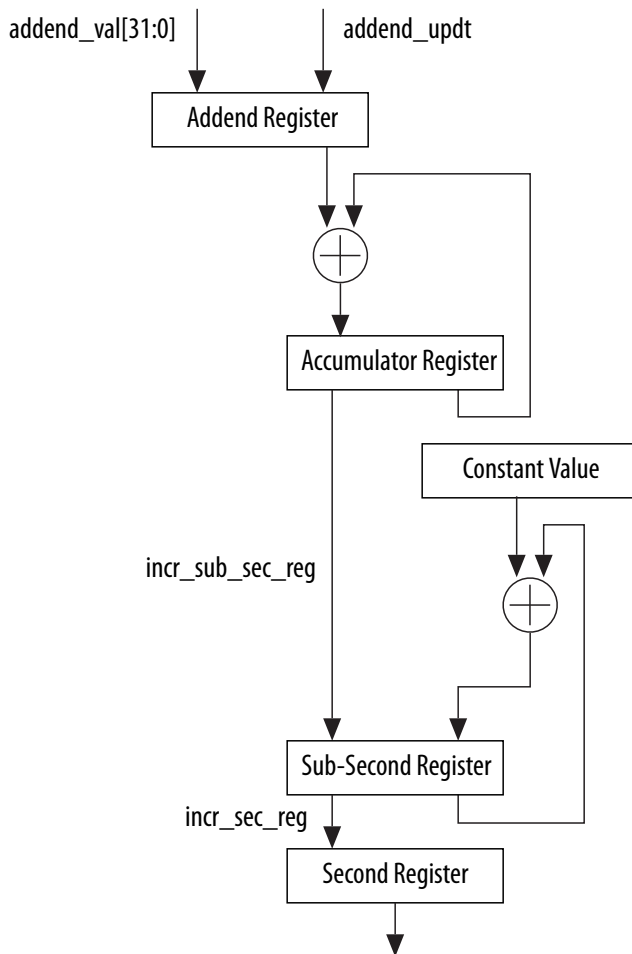 addend_val[31:0]
addend_updt
Addend Register
Accumulator Register
Constant Value
incr_sub_sec_reg
Sub-Second Register
incr_sec_reg
Second Register